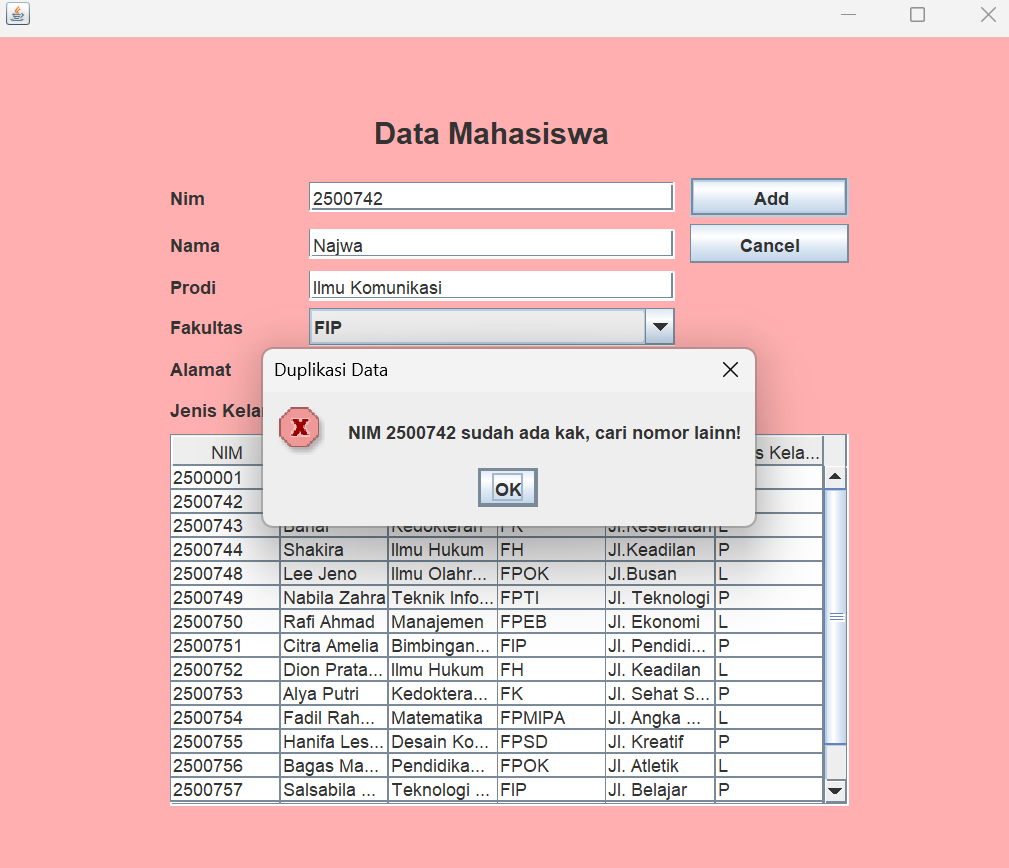 Data Mahasiswa
Nim 2500742 Add
Nama Najwa Cancel
Prodi Ilmu Komunikasi
Fakultas FIP
Alamat
Duplikasi Data
Jenis Kela
NIM 2500742 sudah ada kak, cari nomor lainn!
OK
NIM s Kela...
2500001
2500742
2500743 Kedokteran FK Jl.Kesehatan L
2500744 Shakira Ilmu Hukum FH Jl.Keadilan P
2500748 Lee Jeno Ilmu Olahr... FPOK Jl.Busan L
2500749 Nabila Zahra Teknik Info... FPTI Jl. Teknologi P
2500750 Rafi Ahmad Manajemen FPEB Jl. Ekonomi L
2500751 Citra Amelia Bimbingan... FIP Jl. Pendidi... P
2500752 Dion Prata... Ilmu Hukum FH Jl. Keadilan L
2500753 Alya Putri Kedoktera... FK Jl. Sehat S... P
2500754 Fadil Rah... Matematika FPMIPA Jl. Angka ... L
2500755 Hanifa Les... Desain Ko... FPSD Jl. Kreatif P
2500756 Bagas Ma... Pendidika... FPOK Jl. Atletik L
2500757 Salsabila ... Teknologi ... FIP Jl. Belajar P